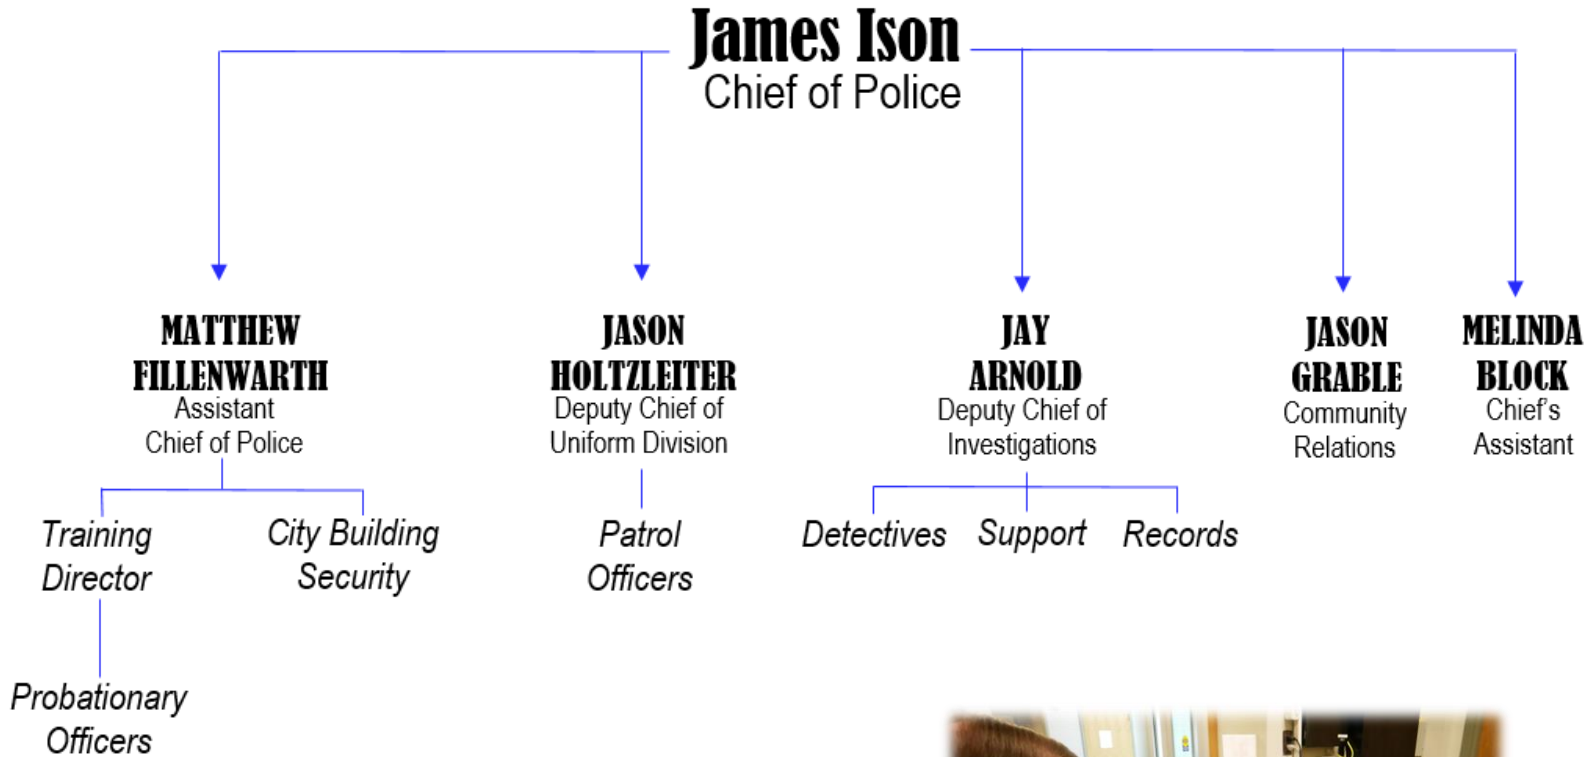 James Ison
Chief of Police
MATTHEW
FILLENWARTH
Assistant
Chief of Police
JASON
HOLTZLEITER
Deputy Chief of
Uniform Division
JAY
ARNOLD
Deputy Chief of
Investigations
JASON
GRABLE
Community
Relations
MELINDA
BLOCK
Chief's
Assistant
Training
Director
City Building
Security
Patrol
Officers
Detectives
Support
Records
Probationary
Officers